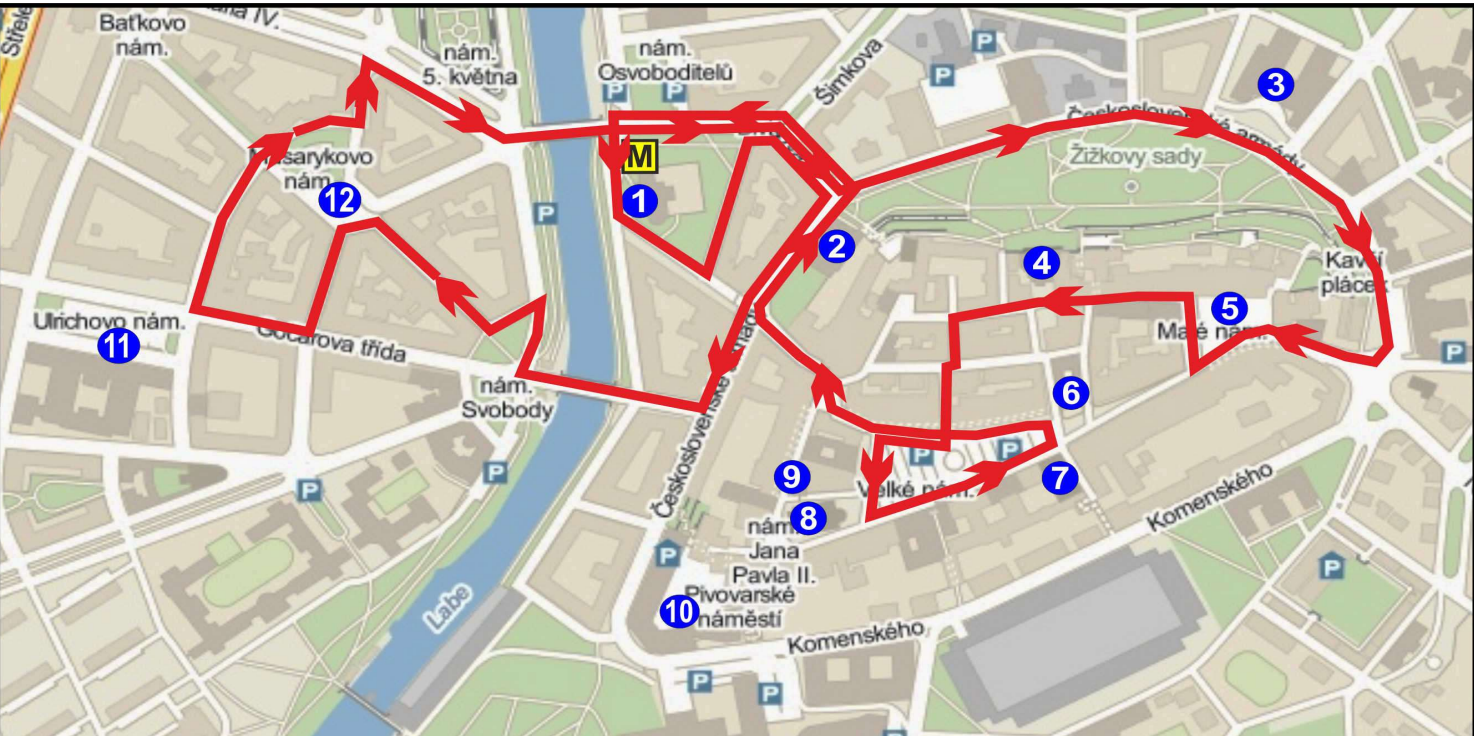 Baťkovo
nám.
nám.
5. května
nám.
Osvoboditelů
P
P
P
P
Šimkova
3
Československé armády
Žižkovy sady
M
1
Masarykovo
nám.
12
P
2
4
Kavčí
plácek
5
Malé nám.
P
Ulrichovo nám.
11
Gočárova třída
nám.
Svobody
Československé armády
6
P
P
P
P
9
Velké nám.
7
8
nám.
Jana
Pavla II.
Komenského
P
P
Pivovarské
náměstí
10
Labe
Komenského
P
P
P